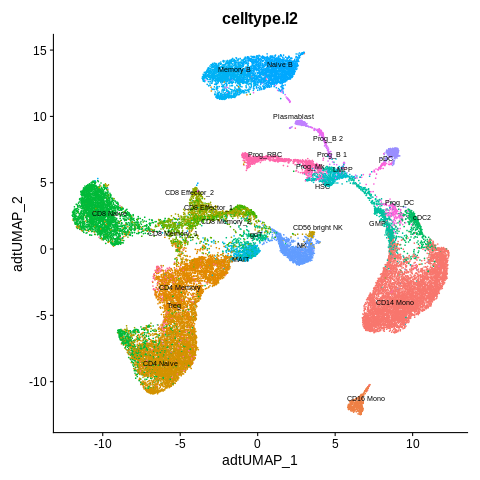 celltype.l2
15
10
5
0
-5
-10
adtUMAP_2
Memory B
Naive B
Plasmablast
Prog_B 2
Prog_RBC
Prog_B 1
pDC
Prog_Mk
LMPP
HSC
CD8 Effector_2
CD8 Naive
CD8 Effector_1
Prog_DC
cDC2
CD8 Memory_2
GMP
CD8 Memory_1
gdT
CD56 bright NK
NK
MAIT
CD4 Memory
Treg
CD14 Mono
CD4 Naive
CD16 Mono
-10
-5
0
5
10
adtUMAP_1